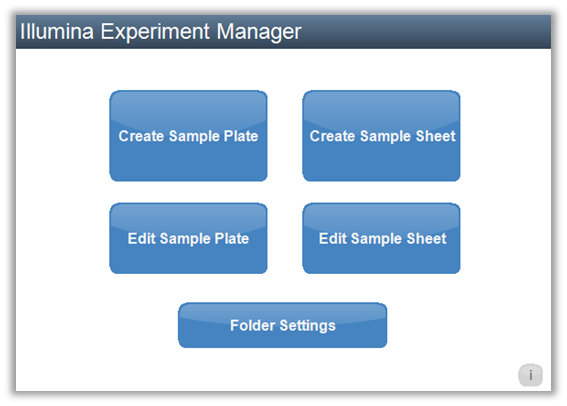 Illumina Experiment Manager
Create Sample Plate
Create Sample Sheet
Edit Sample Plate
Edit Sample Sheet
Folder Settings
i